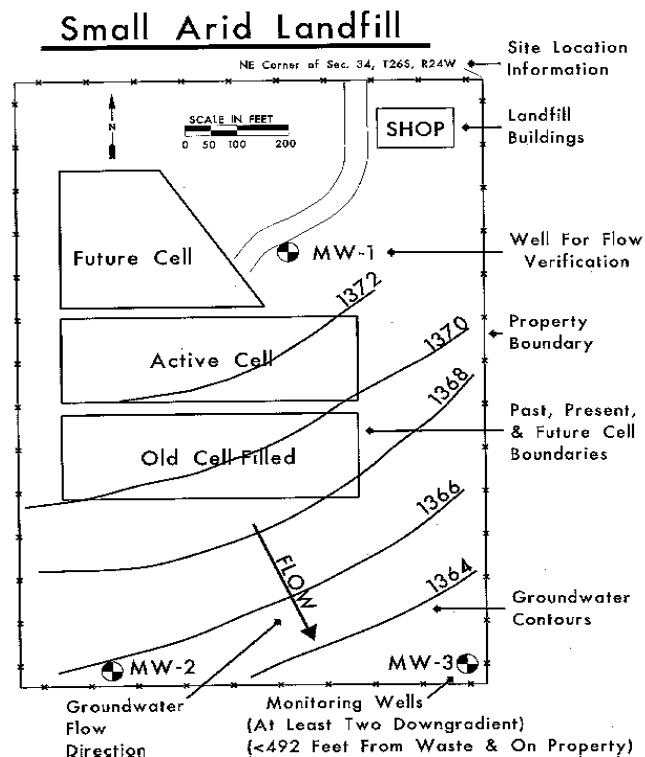 Small Arid Landfill
NE Corner of Sec. 34, T26S, R24W
Site Location
Information
N
SCALE IN FEET
0 50 100 200
SHOP
Landfill
Buildings
Future Cell
MW-1
Well For Flow
Verification
1372
1370
Property
Boundary
Active Cell
1368
Past, Present,
& Future Cell
Boundaries
Old Cell-Filled
1366
FLOW
1364
Groundwater
Contours
MW-2
MW-3
Groundwater
Flow
Direction
Monitoring Wells
(At Least Two Downgradient)
(<492 Feet From Waste & On Property)